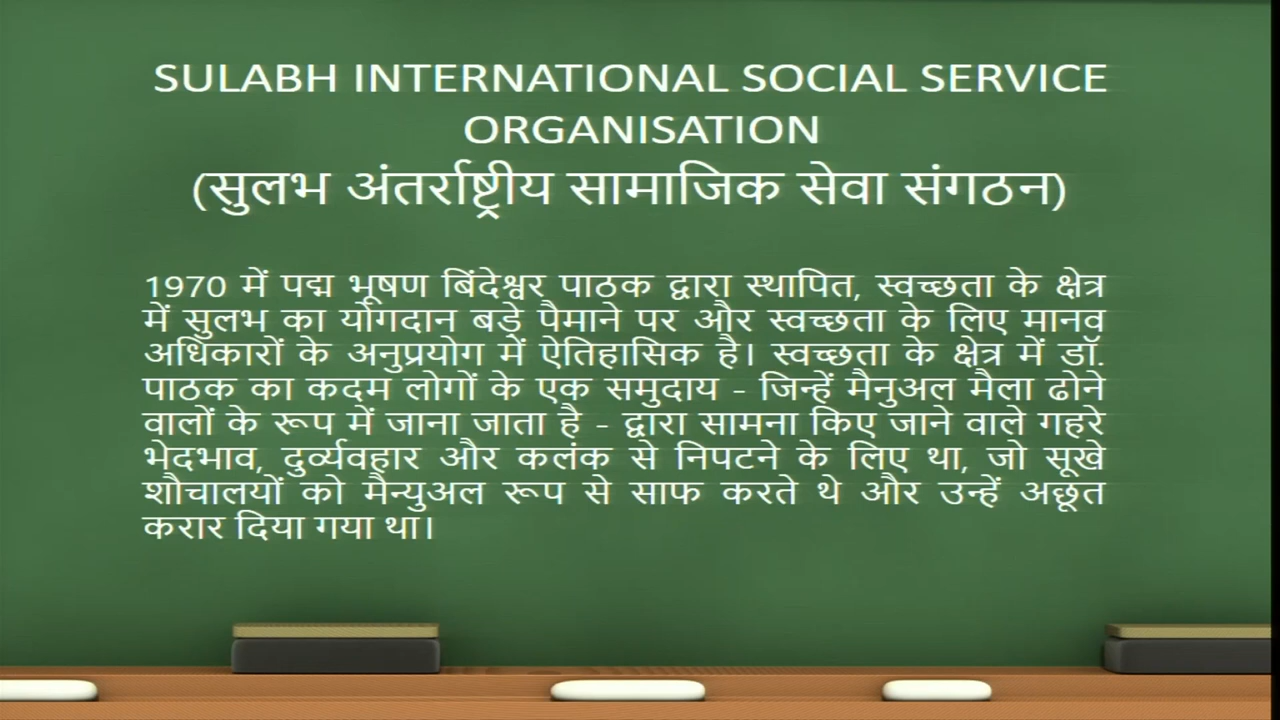 SULABH INTERNATIONAL SOCIAL SERVICE
ORGANISATION
(सुलभ अंतर्राष्ट्रीय सामाजिक सेवा संगठन)
1970 में पद्म भूषण बिंदेश्वर पाठक द्वारा स्थापित, स्वच्छता के क्षेत्र
में सुलभ का योगदान बड़े पैमाने पर और स्वच्छता के लिए मानव
अधिकारों के अनुप्रयोग में ऐतिहासिक है। स्वच्छता के क्षेत्र में डॉ.
पाठक का कदम लोगों के एक समुदाय - जिन्हें मैनुअल मैला ढोने
वालों के रूप में जाना जाता है - द्वारा सामना किए जाने वाले गहरे
भेदभाव, दुर्व्यवहार और कलंक से निपटने के लिए था, जो सूखे
शौचालयों को मैन्युअल रूप से साफ करते थे और उन्हें अछूत
करार दिया गया था।